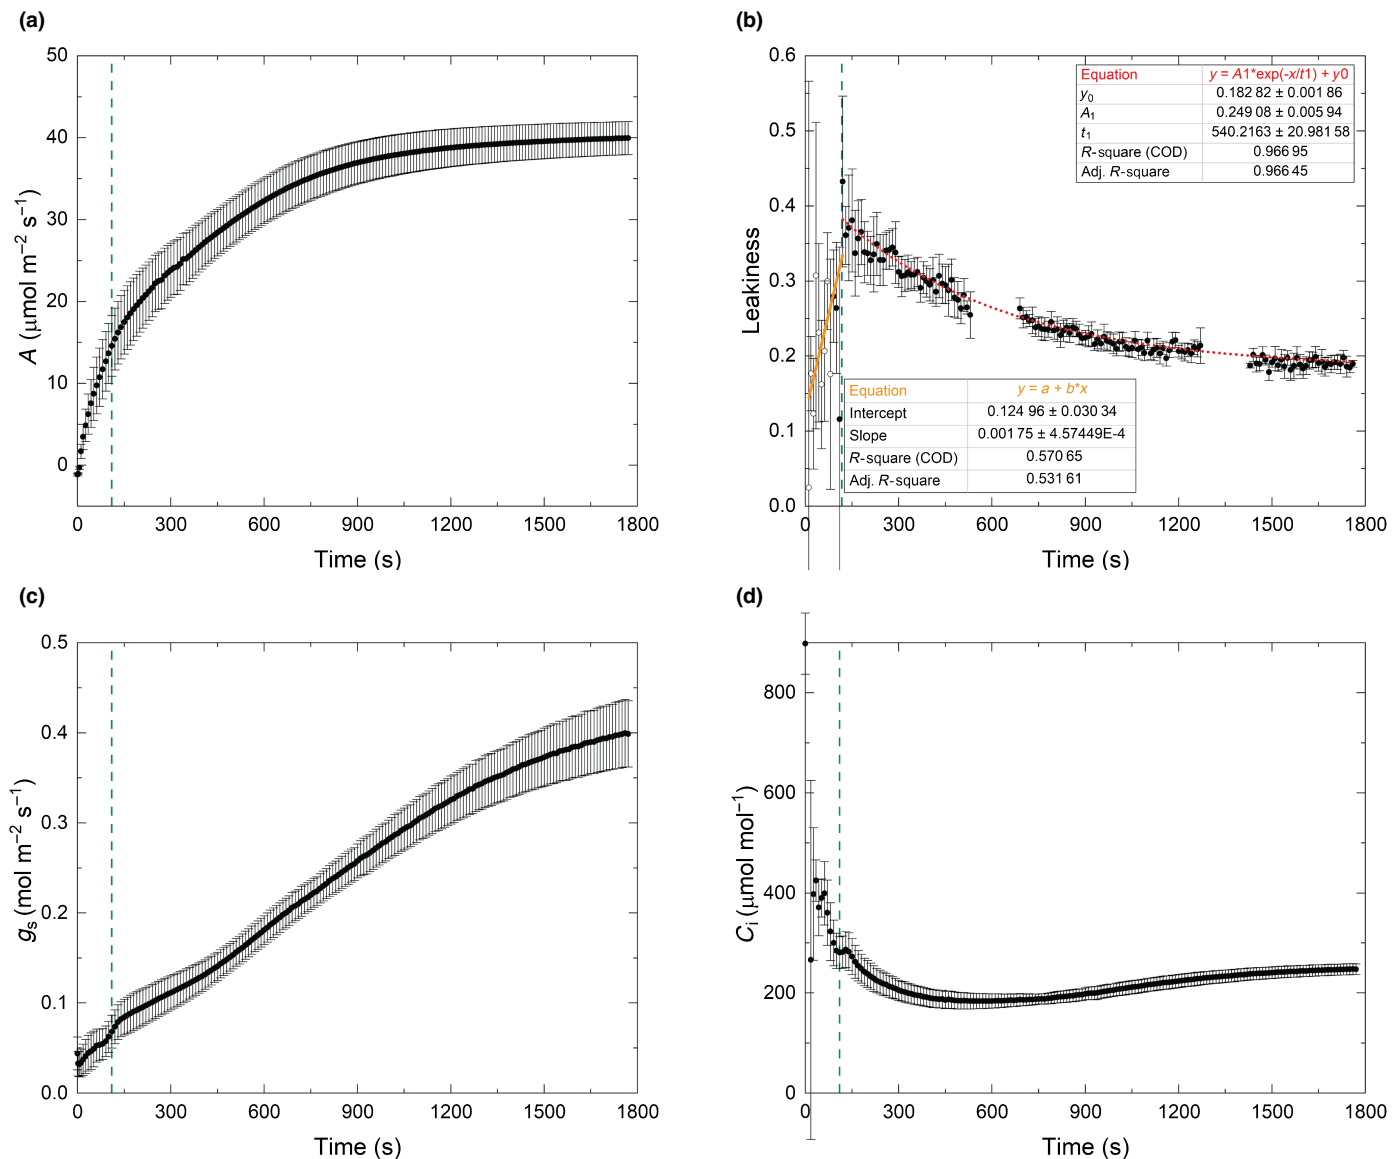 (a)
50
40
30
20
10
0
A (μmol m−2 s−1)
0 300 600 900 1200 1500 1800
Time (s)
(b)
0.6
0.5
0.4
0.3
0.2
0.1
0.0
Leakiness
Equation y = A1*exp(-x/t1) + y0
y0 0.182 82 ± 0.001 86
A1 0.249 08 ± 0.005 94
t1 540.2163 ± 20.981 58
R-square (COD) 0.966 95
Adj. R-square 0.966 45
Equation y = a + b*x
Intercept 0.124 96 ± 0.030 34
Slope 0.001 75 ± 4.57449E-4
R-square (COD) 0.570 65
Adj. R-square 0.531 61
0 300 600 900 1200 1500 1800
Time (s)
(c)
0.5
0.4
0.3
0.2
0.1
0.0
gs (mol m−2 s−1)
0 300 600 900 1200 1500 1800
Time (s)
(d)
800
600
400
200
0
Ci (μmol mol−1)
0 300 600 900 1200 1500 1800
Time (s)